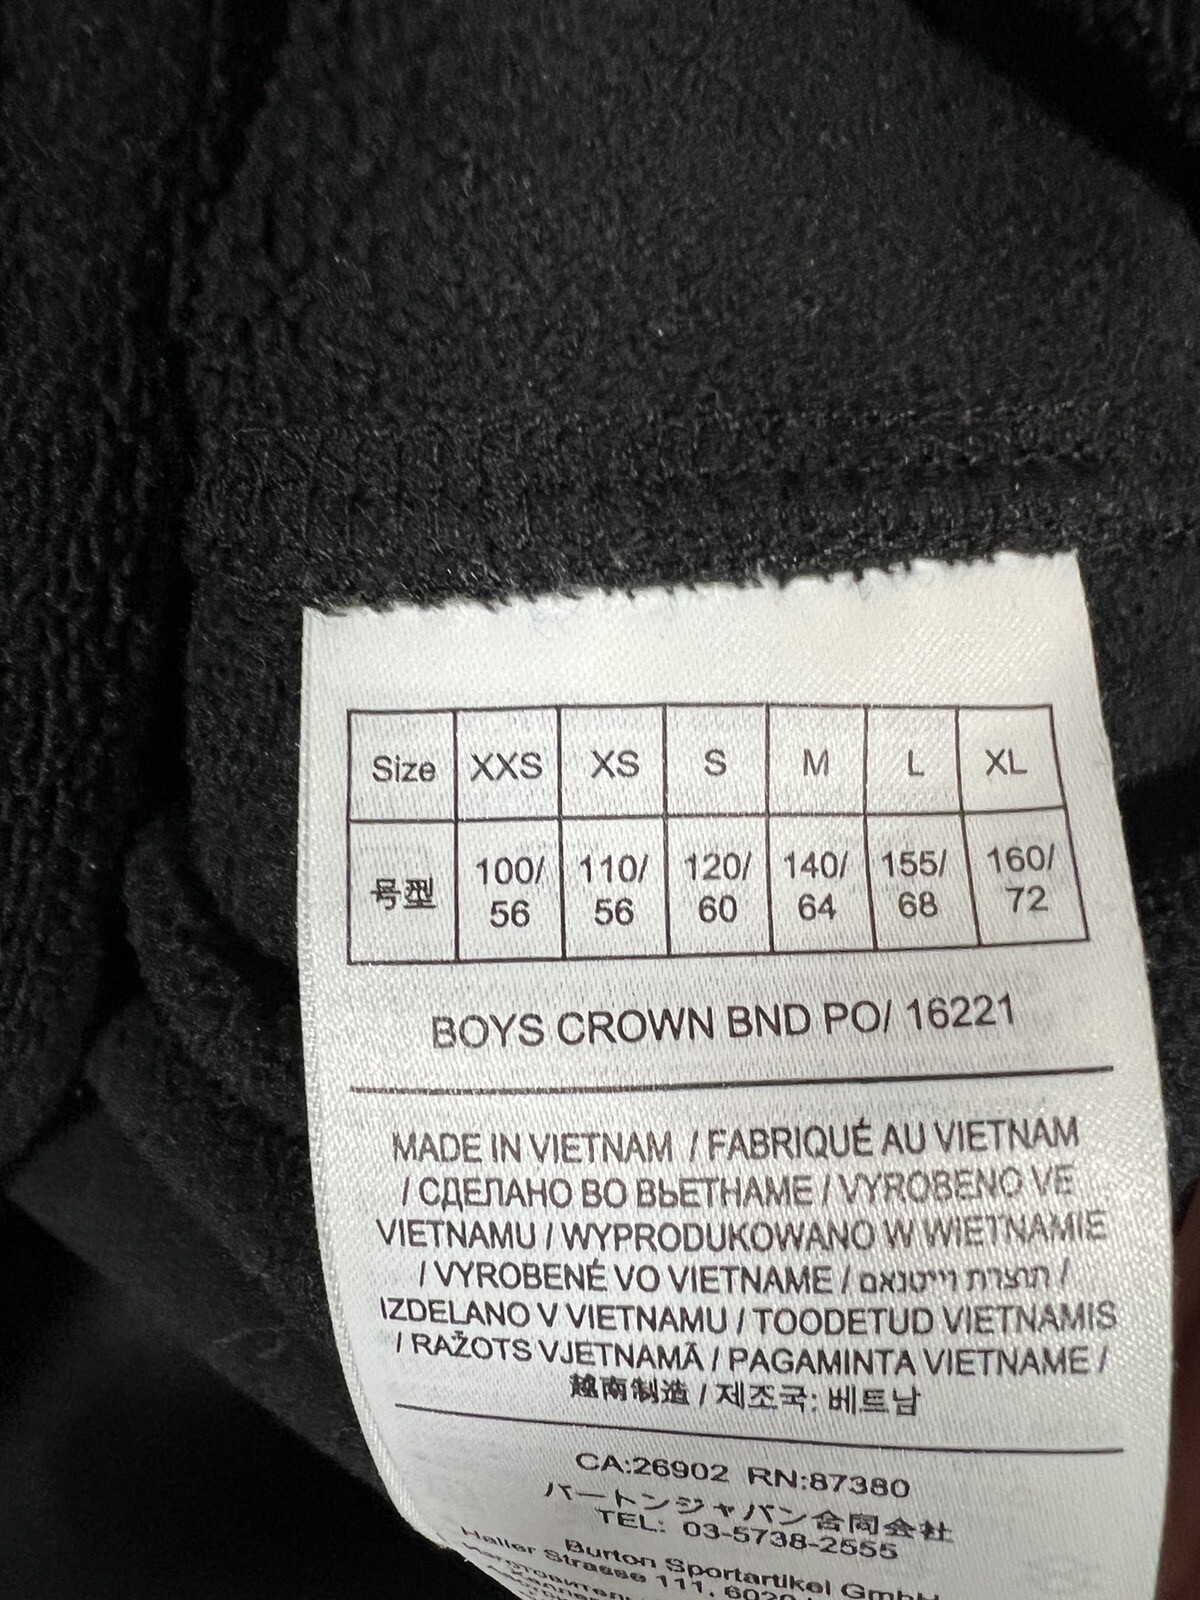 Size XXS XS S M L XL
号型 100/56 110/56 120/60 140/64 155/68 160/72
BOYS CROWN BND PO/ 16221
MADE IN VIETNAM / FABRIQUÉ AU VIETNAM
/ СДЕЛАНО ВО ВЬЕТНАМЕ / VYROBENO VE
VIETNAMU / WYPRODUKOWANO W WIETNAMIE
/ VYROBENÉ VO VIETNAME / תוצרת וייטנאם /
IZDELANO V VIETNAMU / TOODETUD VIETNAMIS
/ RAŽOTS VJETNAMĀ / PAGAMINTA VIETNAME /
越南制造 / 제조국: 베트남
CA:26902 RN:87380
バートンジャパン合同会社
TEL: 03-5738-2555
Burton Sportartikel GmbH
Haller Strasse 111, 6020